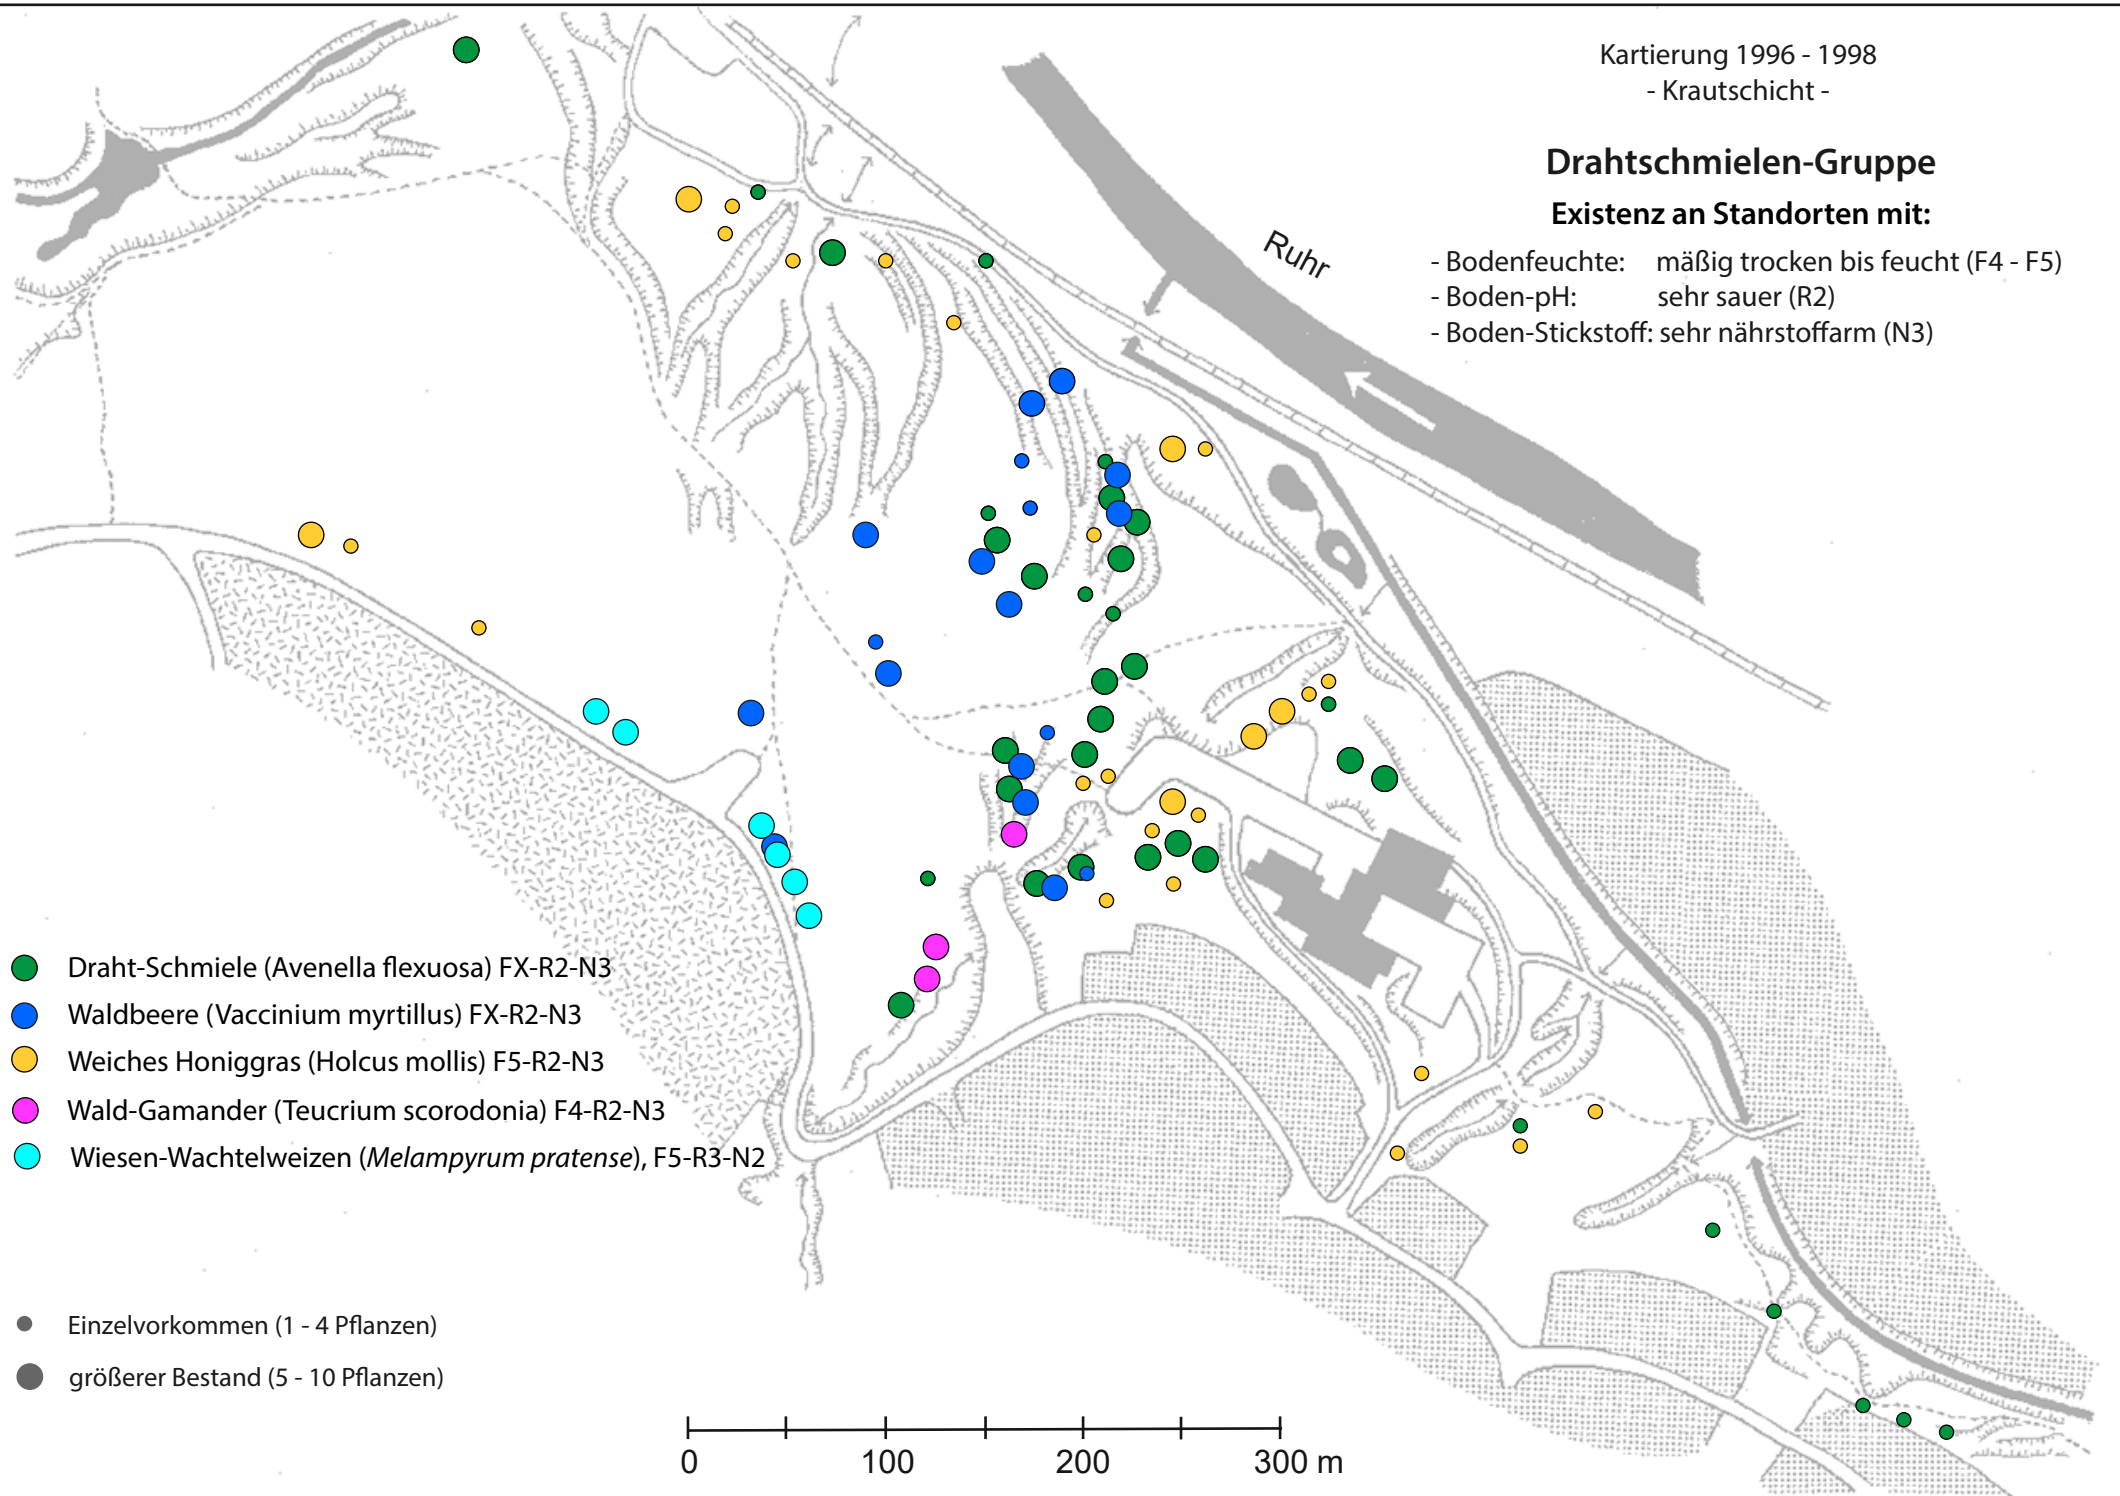 Kartierung 1996 - 1998
- Krautschicht -
Drahtschmielen-Gruppe
Existenz an Standorten mit:
- Bodenfeuchte: mäßig trocken bis feucht (F4 - F5)
- Boden-pH: sehr sauer (R2)
- Boden-Stickstoff: sehr nährstoffarm (N3)
Ruhr
Draht-Schmiele (Avenella flexuosa) FX-R2-N3
Waldbeere (Vaccinium myrtillus) FX-R2-N3
Weiches Honiggras (Holcus mollis) F5-R2-N3
Wald-Gamander (Teucrium scorodonia) F4-R2-N3
Wiesen-Wachtelweizen (Melampyrum pratense), F5-R3-N2
Einzelvorkommen (1 - 4 Pflanzen)
größerer Bestand (5 - 10 Pflanzen)
0 100 200 300 m